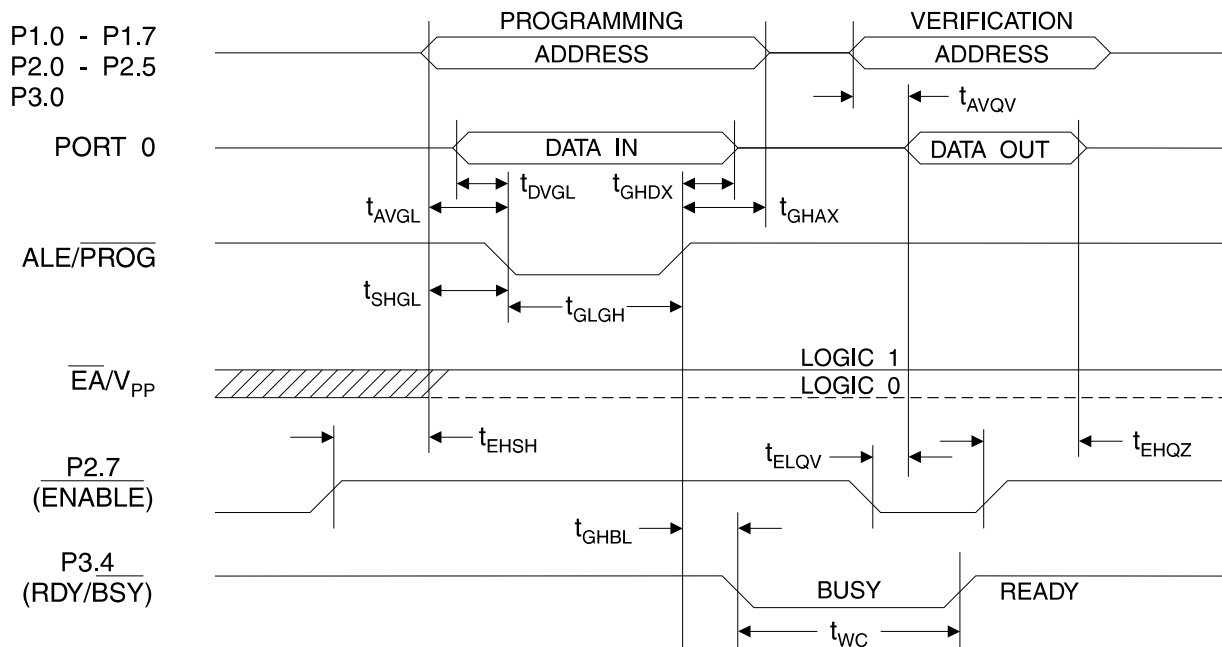 PROGRAMMING VERIFICATION
P1.0 - P1.7
P2.0 - P2.5
P3.0
ADDRESS ADDRESS
tAVQV
PORT 0 DATA IN DATA OUT
tDVGL tGHDX
tAVGL tGHAX
ALE/PROG
tSHGL tGLGH
LOGIC 1
EA/VPP
LOGIC 0
tEHSH tELQV tEHQZ
P2.7
(ENABLE)
tGHBL
P3.4
(RDY/BSY)
BUSY READY
tWC